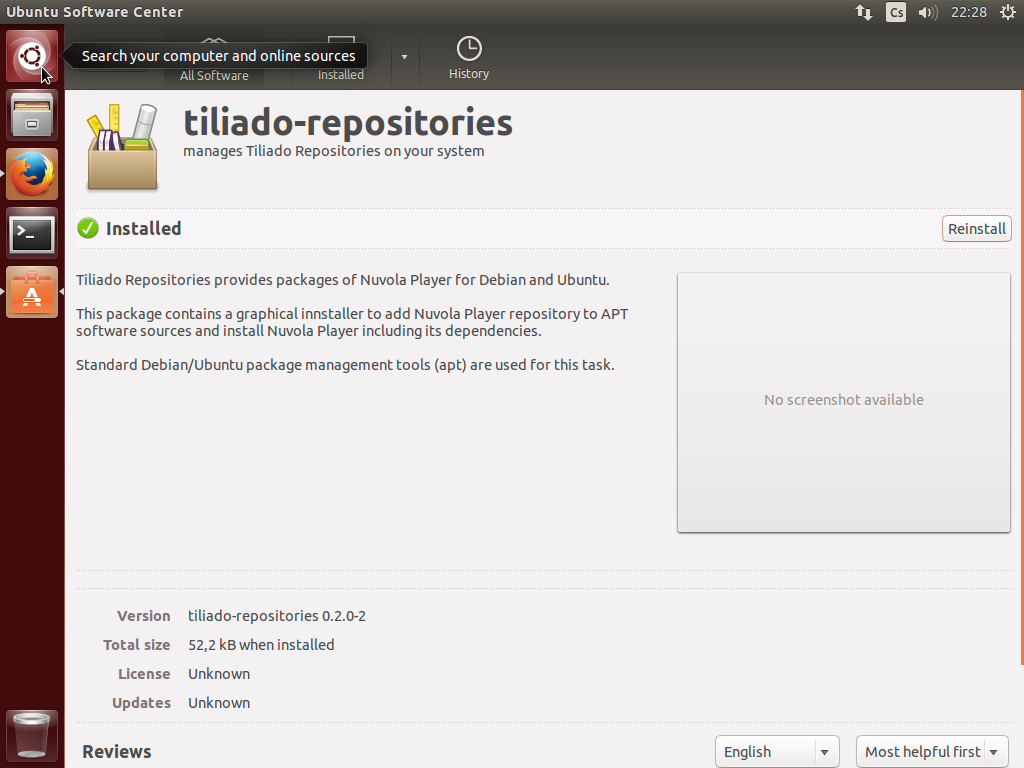 Ubuntu Software Center
Cs
22:28
Search your computer and online sources
All Software
Installed
History
tiliado-repositories
manages Tiliado Repositories on your system
Installed
Reinstall
Tiliado Repositories provides packages of Nuvola Player for Debian and Ubuntu.
This package contains a graphical innstaller to add Nuvola Player repository to APT
software sources and install Nuvola Player including its dependencies.
Standard Debian/Ubuntu package management tools (apt) are used for this task.
No screenshot available
Version tiliado-repositories 0.2.0-2
Total size 52,2 kB when installed
License Unknown
Updates Unknown
Reviews
English
Most helpful first